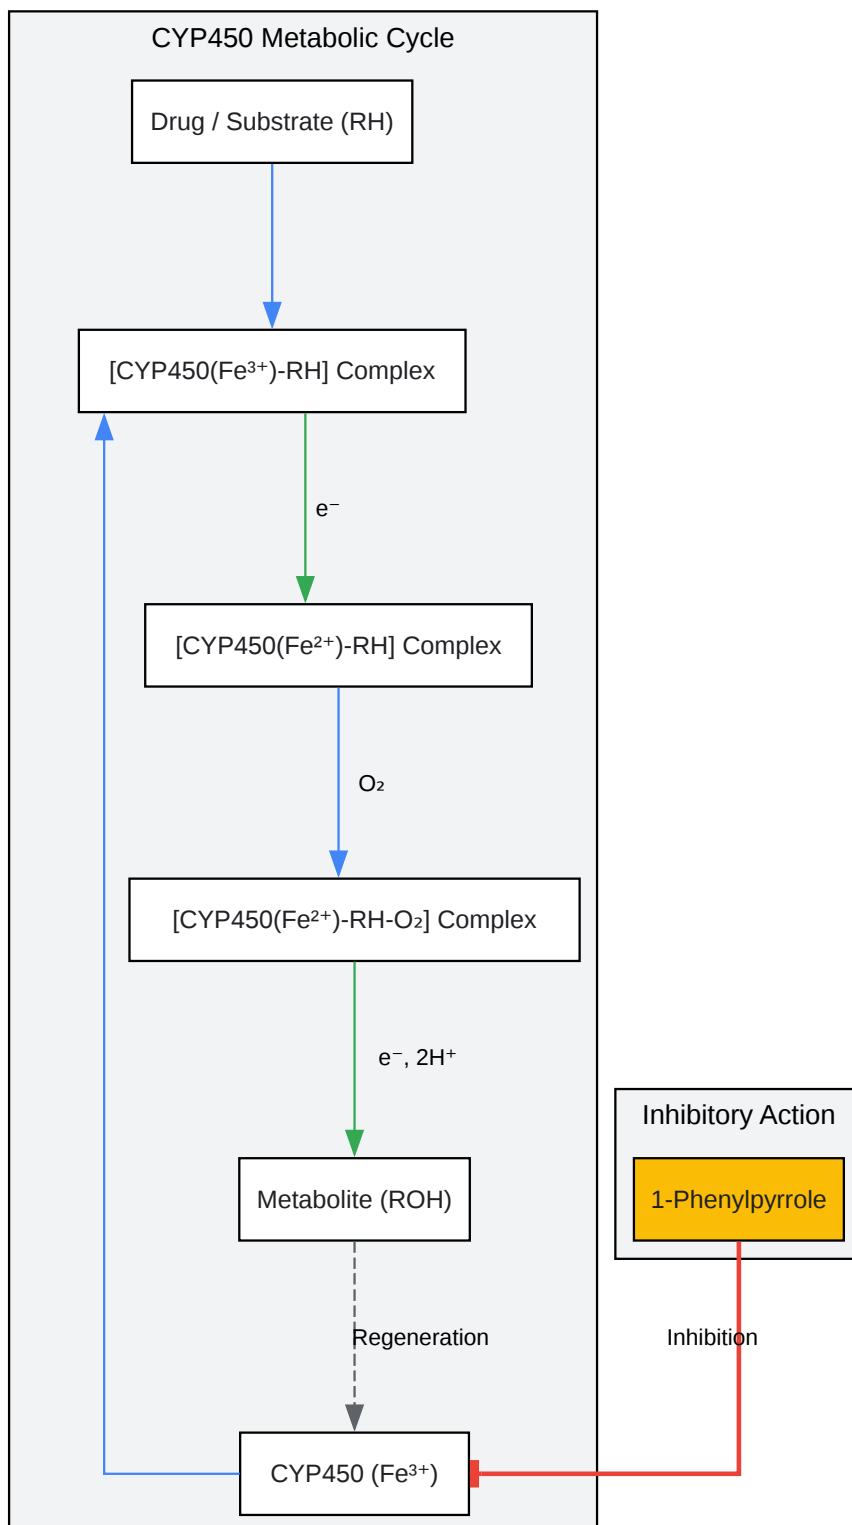 CYP450 Metabolic Cycle
Drug / Substrate (RH)
[CYP450(Fe³⁺)-RH] Complex
e⁻
[CYP450(Fe²⁺)-RH] Complex
O₂
[CYP450(Fe²⁺)-RH-O₂] Complex
e⁻, 2H⁺
Inhibitory Action
Metabolite (ROH)
1-Phenylpyrrole
Regeneration
Inhibition
CYP450 (Fe³⁺)